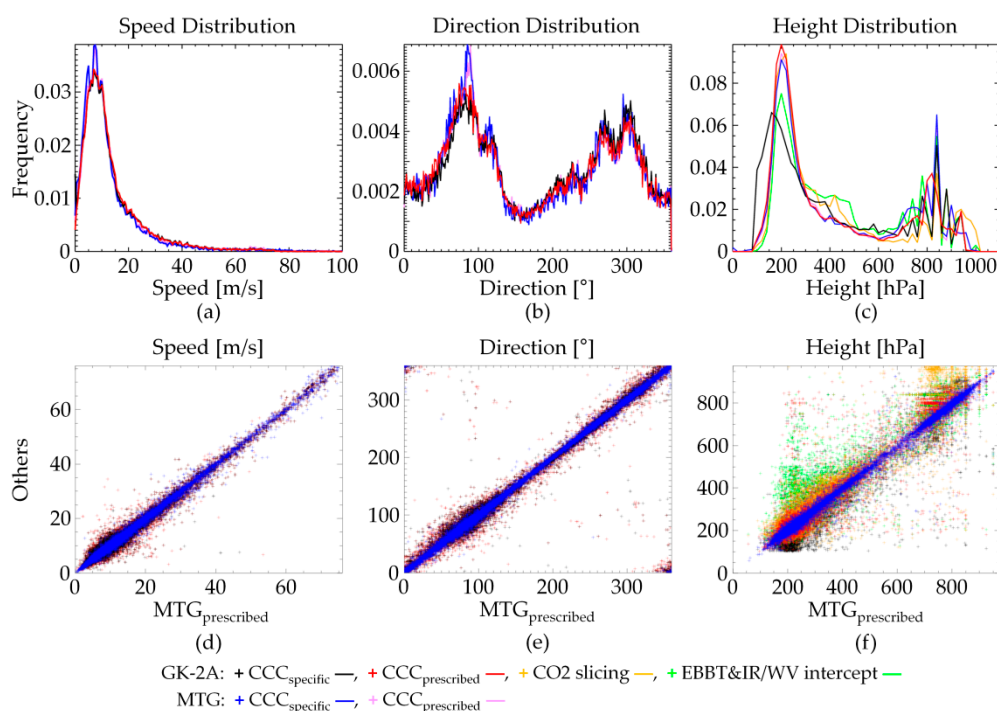 Speed Distribution Direction Distribution Height Distribution
Frequency
0.03
0.02
0.01
0
0 20 40 60 80 100
Speed [m/s]
(a)
0.006
0.004
0.002
0
0 100 200 300
Direction [°]
(b)
0.08
0.06
0.04
0.02
0
0 200 400 600 800 1000
Height [hPa]
(c)
Speed [m/s] Direction [°] Height [hPa]
Others
60
40
20
0
0 20 40 60
MTGprescribed
(d)
300
200
100
0
0 100 200 300
MTGprescribed
(e)
800
600
400
200
0
0 200 400 600 800
MTGprescribed
(f)
GK-2A: + CCCspecific —, + CCCprescribed —, + CO2 slicing —, + EBBT&IR/WV intercept —
MTG: + CCCspecific —, + CCCprescribed —